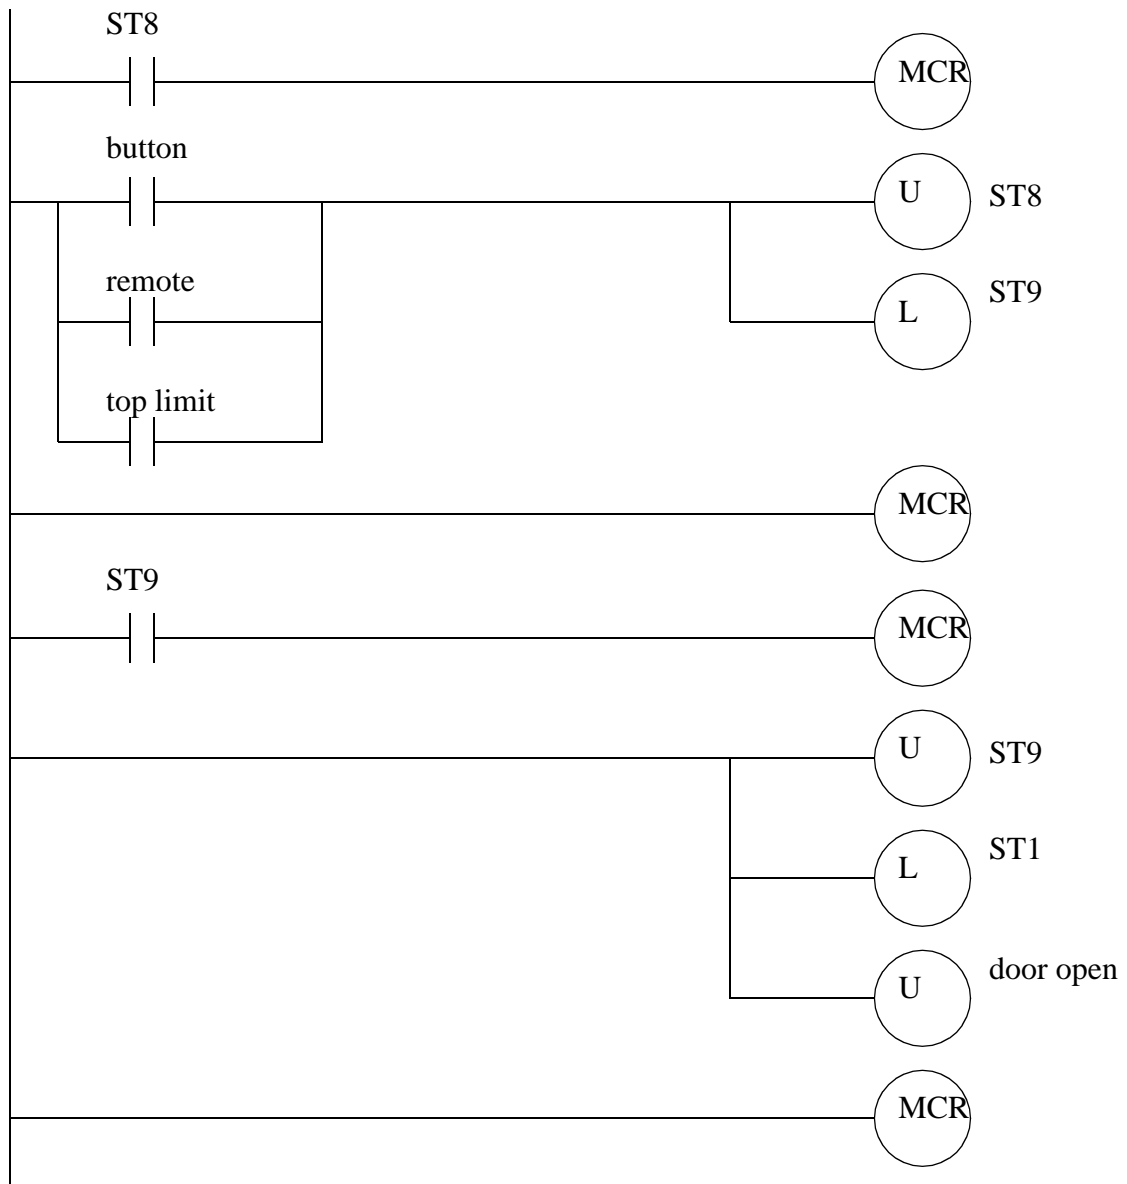 ST8
MCR
button
U ST8
remote
L ST9
top limit
MCR
ST9
MCR
U ST9
L ST1
U door open
MCR